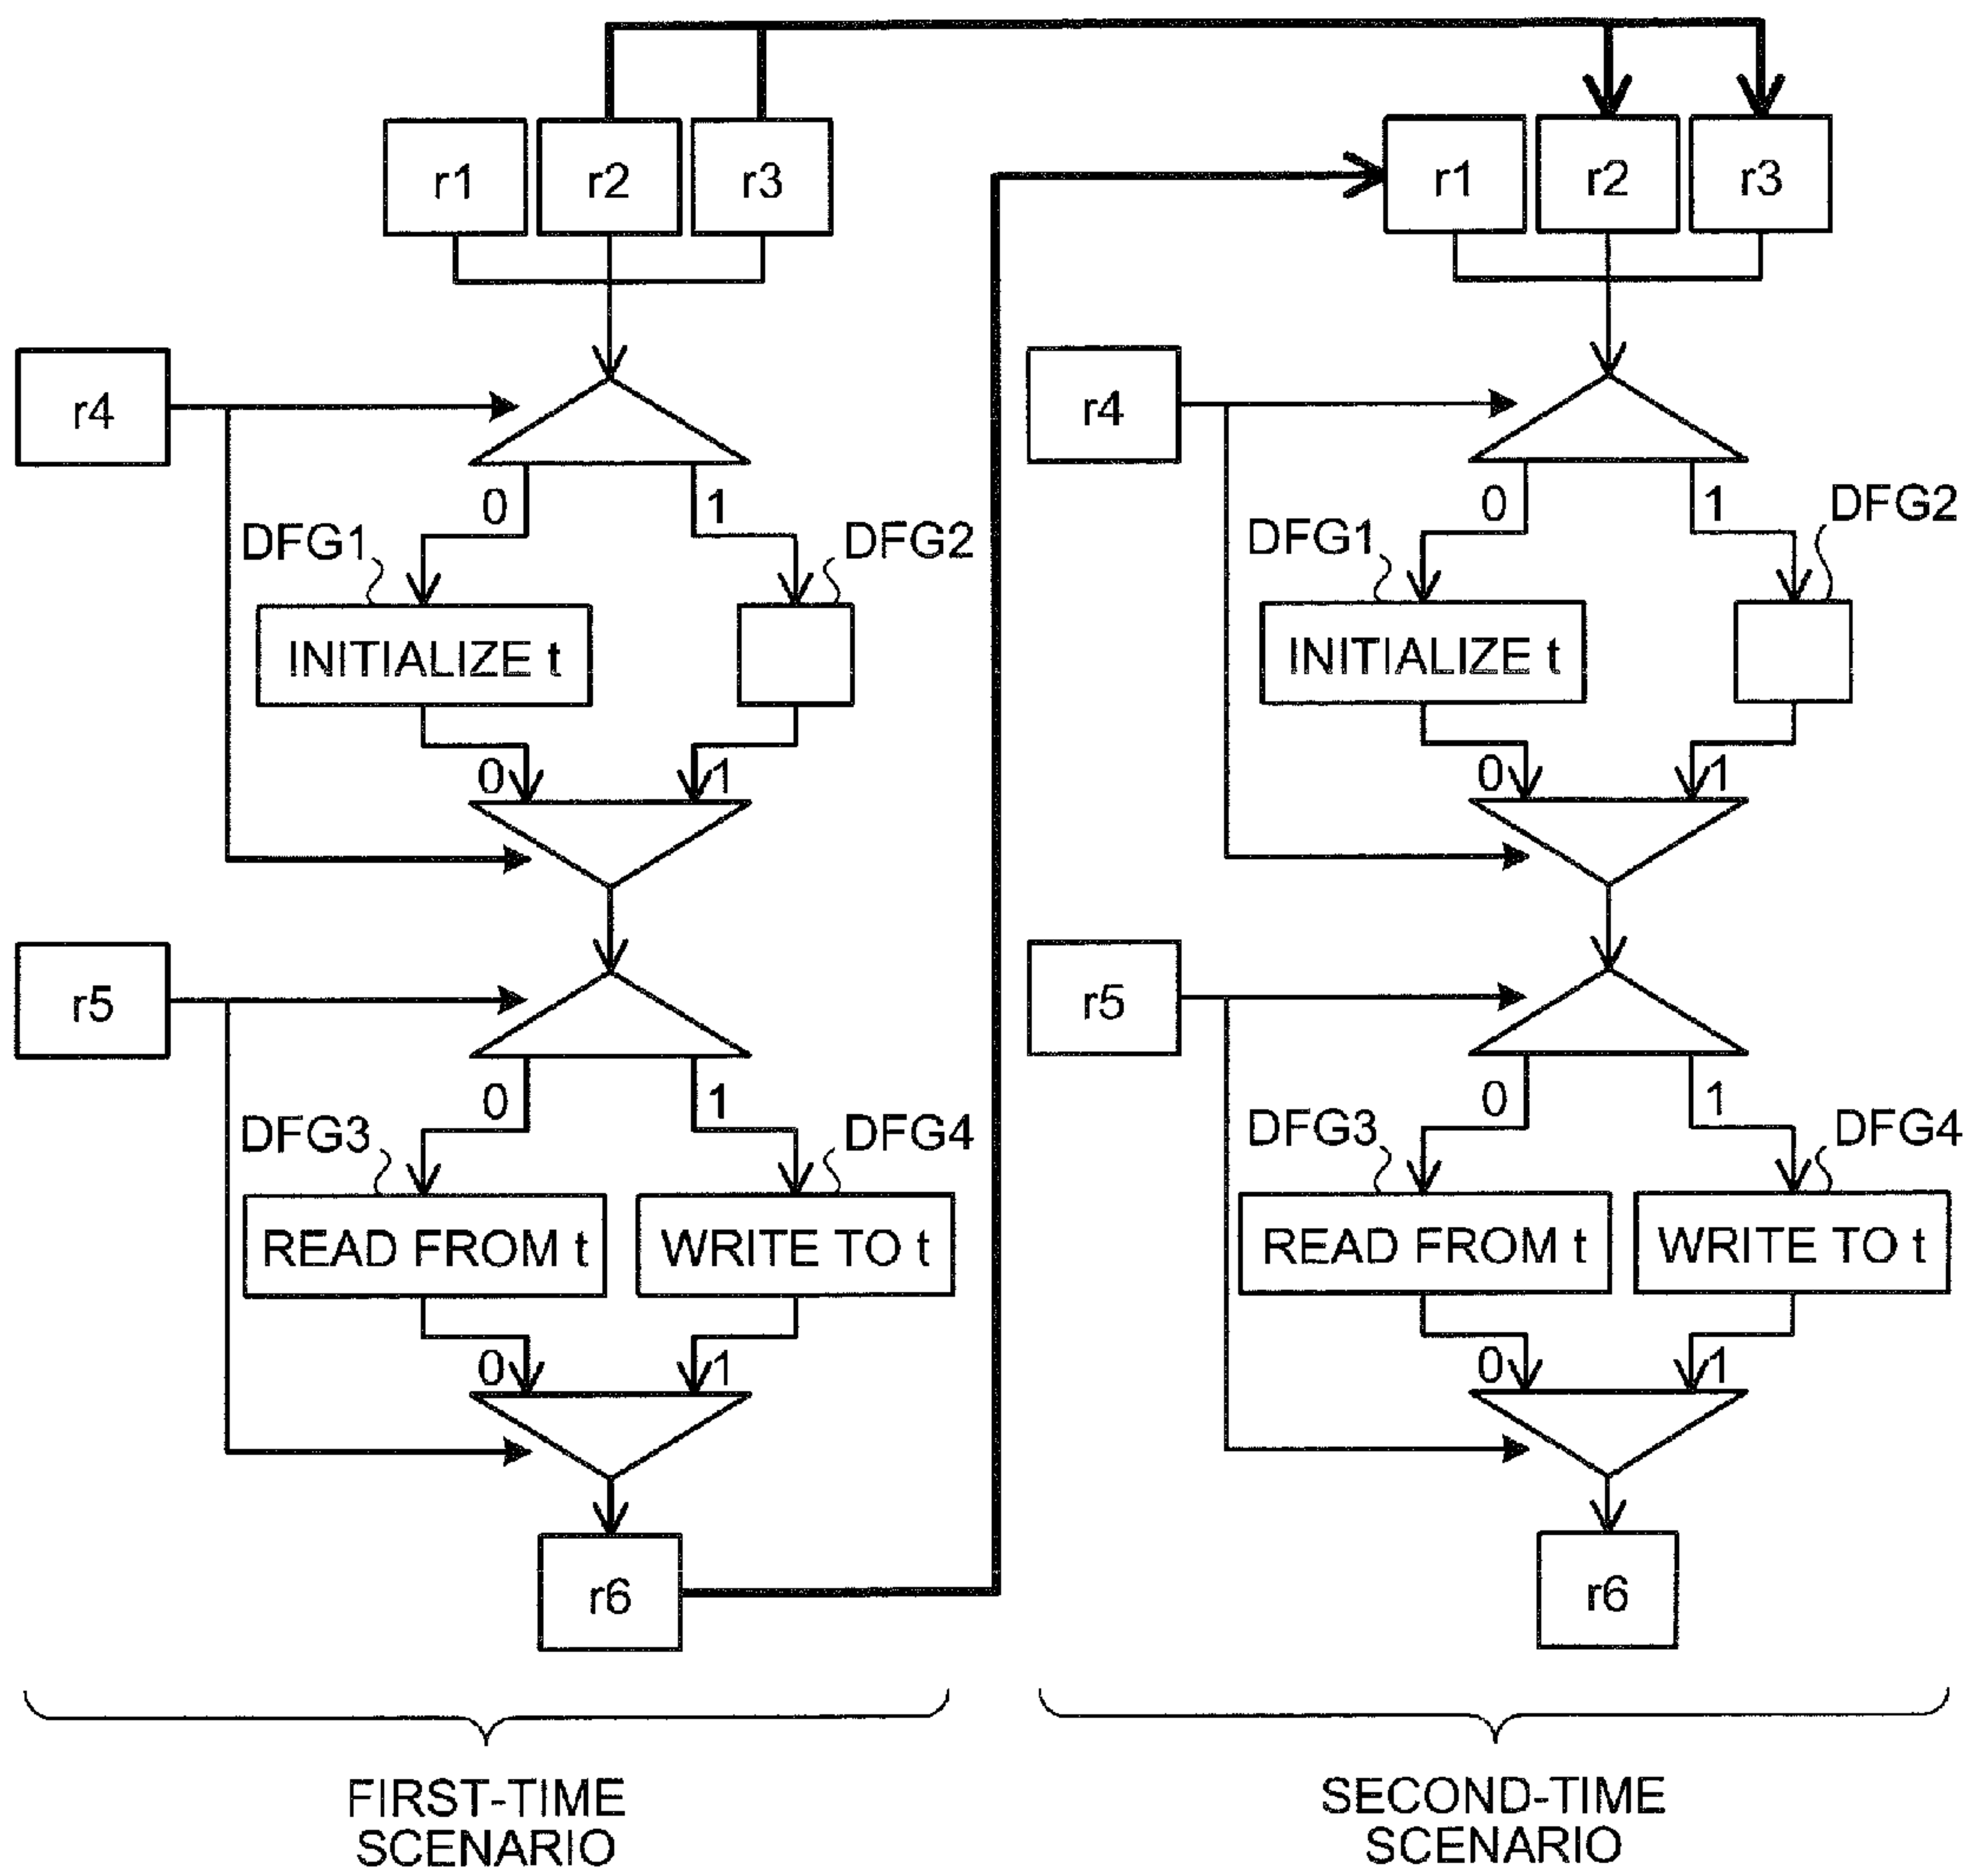 r1 r2 r3
r1 r2 r3
r4
r4
0 1
DFG1 DFG2
INITIALIZE t
0 1
0 1
DFG1 DFG2
INITIALIZE t
0 1
r5
r5
0 1
DFG3 DFG4
READ FROM t WRITE TO t
0 1
0 1
DFG3 DFG4
READ FROM t WRITE TO t
0 1
r6
r6
FIRST-TIME
SCENARIO
SECOND-TIME
SCENARIO